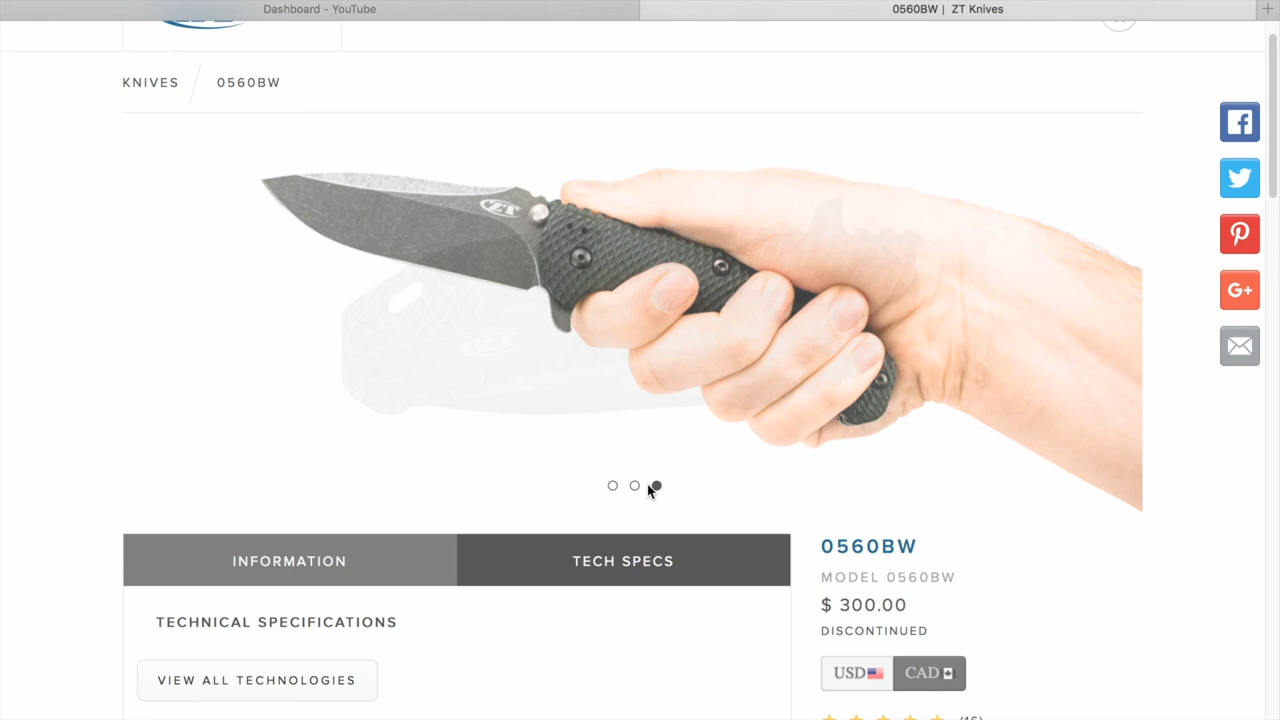 Dashboard - YouTube
0560BW | ZT Knives
KNIVES 0560BW
ZT
INFORMATION
TECH SPECS
TECHNICAL SPECIFICATIONS
VIEW ALL TECHNOLOGIES
0560BW
MODEL 0560BW
$ 300.00
DISCONTINUED
USD
CAD
G+